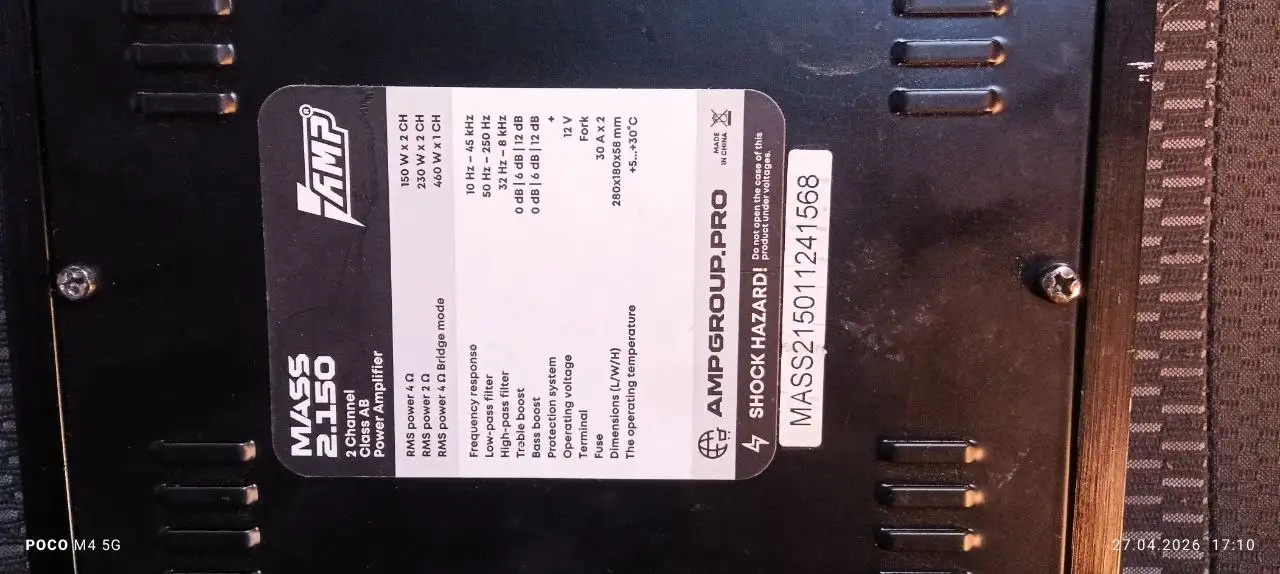 AMP®
MASS
2.150
2 Channel
Class AB
Power Amplifier
RMS power 4 Ω 150 W x 2 CH
RMS power 2 Ω 230 W x 2 CH
RMS power 4 Ω Bridge mode 460 W x 1 CH
Frequency response 10 Hz – 45 kHz
Low-pass filter 50 Hz – 250 Hz
High-pass filter 32 Hz – 8 kHz
Treble boost 0 dB | 6 dB | 12 dB
Bass boost 0 dB | 6 dB | 12 dB
Protection system +
Operating voltage 12 V
Terminal Fork
Fuse 30 A x 2
Dimensions (L/W/H) 280x180x58 mm
The operating temperature +5...+30°C
AMPGROUP.PRO
MADE
IN CHINA
SHOCK HAZARD! Do not open the case of this
product under voltages.
MASS215011241568
POCO M4 5G
27.04.2026 17:10